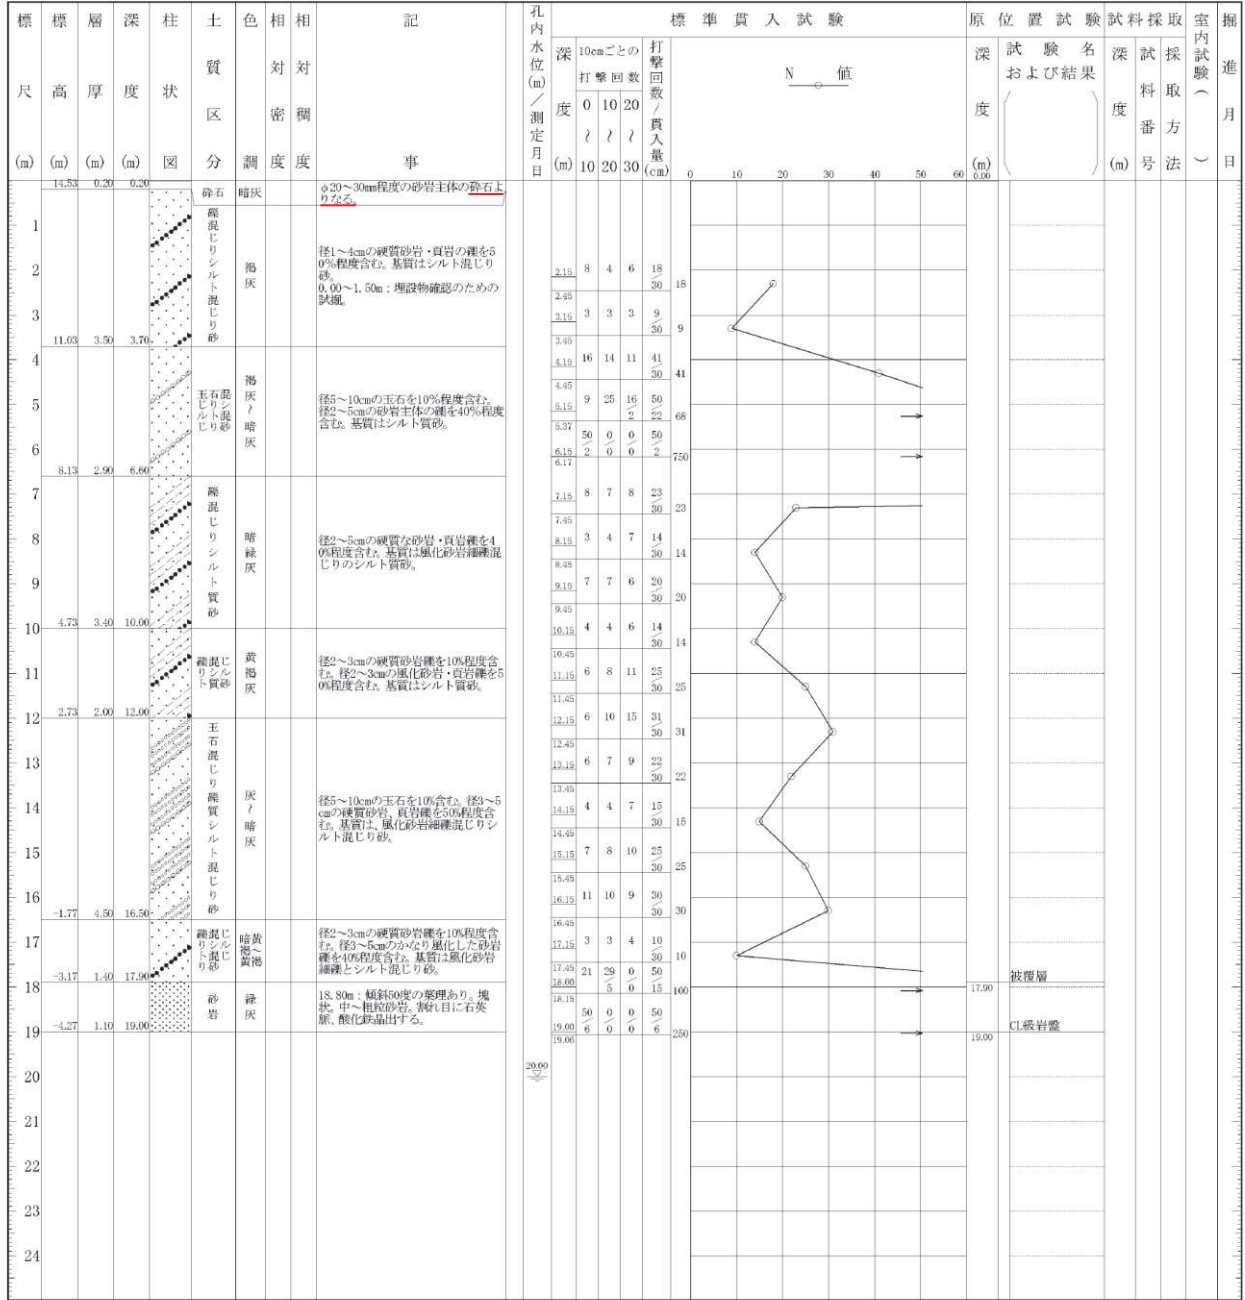 標尺(m) 標高(m) 層厚(m) 深度(m) 柱状図 土質区分 色調 相対密度 相対稠度 記事 孔内水位(m)/測定月日 標準貫入試験 原位置試験 試料採取 室内試験( ) 掘進月日
深度(m) 10cmごとの打撃回数 打撃回数/貫入量(cm) N 値 深度(m) 試験名および結果 ( ) 深度(m) 試料番号 採取方法
0〜10 10〜20 20〜30
0 10 20 30 40 50 60 0.00
14.53 0.20 0.20 砕石 暗灰
φ20〜30mm程度の砂岩主体の砕石よ
りなる。
11.03 3.50 3.70 礫混じりシルト混じり砂 褐灰
径1〜4cmの硬質砂岩・頁岩の礫を5
0%程度含む。基質はシルト混じり
砂。
0.00〜1.50m：埋設物確認のための
試掘。
8.13 2.90 6.60 玉石混じりシルト混じり砂 褐灰〜暗灰
径5〜10cmの玉石を10%程度含む。
径2〜5cmの砂岩主体の礫を40%程度
含む。基質はシルト質砂。
4.73 3.40 10.00 礫混じりシルト質砂 暗緑灰
径2〜5cmの硬質な砂岩・頁岩礫を4
0%程度含む。基質は風化砂岩細礫混
じりのシルト質砂。
2.73 2.00 12.00 礫混じりシルト質砂 黄褐灰
径2〜3cmの硬質砂岩礫を10%程度含
む。径2〜3cmの風化砂岩・頁岩礫を5
0%程度含む。基質はシルト質砂。
-1.77 4.50 16.50 玉石混じり礫質シルト混じり砂 灰〜暗灰
径5〜10cmの玉石を10%含む。径3〜5
cmの硬質砂岩、頁岩礫を50%程度含
む。基質は、風化砂岩細礫混じりシ
ルト混じり砂。
-3.17 1.40 17.90 礫混じりシルト混じり砂 暗黄褐〜黄褐
径2〜3cmの硬質砂岩礫を10%程度含
む。径3〜5cmのかなり風化した砂岩
礫を40%程度含む。基質は風化砂岩
細礫とシルト混じり砂。
-4.27 1.10 19.00 砂岩 緑灰
18.80m：傾斜50度の葉理あり。塊
状。中〜粗粒砂岩。割れ目に石英
脈、酸化鉄晶出する。
1
2
3
4
5
6
7
8
9
10
11
12
13
14
15
16
17
18
19
20
21
22
23
24
20.00
2.15 2.45 8 4 6 18/30 18
3.15 3.45 3 3 3 9/30 9
4.15 4.45 16 14 11 41/30 41
5.15 5.37 9 25 16/2 50/22 68
6.15 6.17 50/2 0/0 0/0 50/2 750
7.15 7.45 8 7 8 23/30 23
8.15 8.45 3 4 7 14/30 14
9.15 9.45 7 7 6 20/30 20
10.15 10.45 4 4 6 14/30 14
11.15 11.45 6 8 11 25/30 25
12.15 12.45 6 10 15 31/30 31
13.15 13.45 6 7 9 22/30 22
14.15 14.45 4 4 7 15/30 15
15.15 15.45 7 8 10 25/30 25
16.15 16.45 11 10 9 30/30 30
17.15 17.45 3 3 4 10/30 10
18.00 18.15 21 29/5 0/0 50/15 100
19.00 19.06 50/6 0/0 0/0 50/6 250
被覆層
17.90
CL級岩盤
19.00